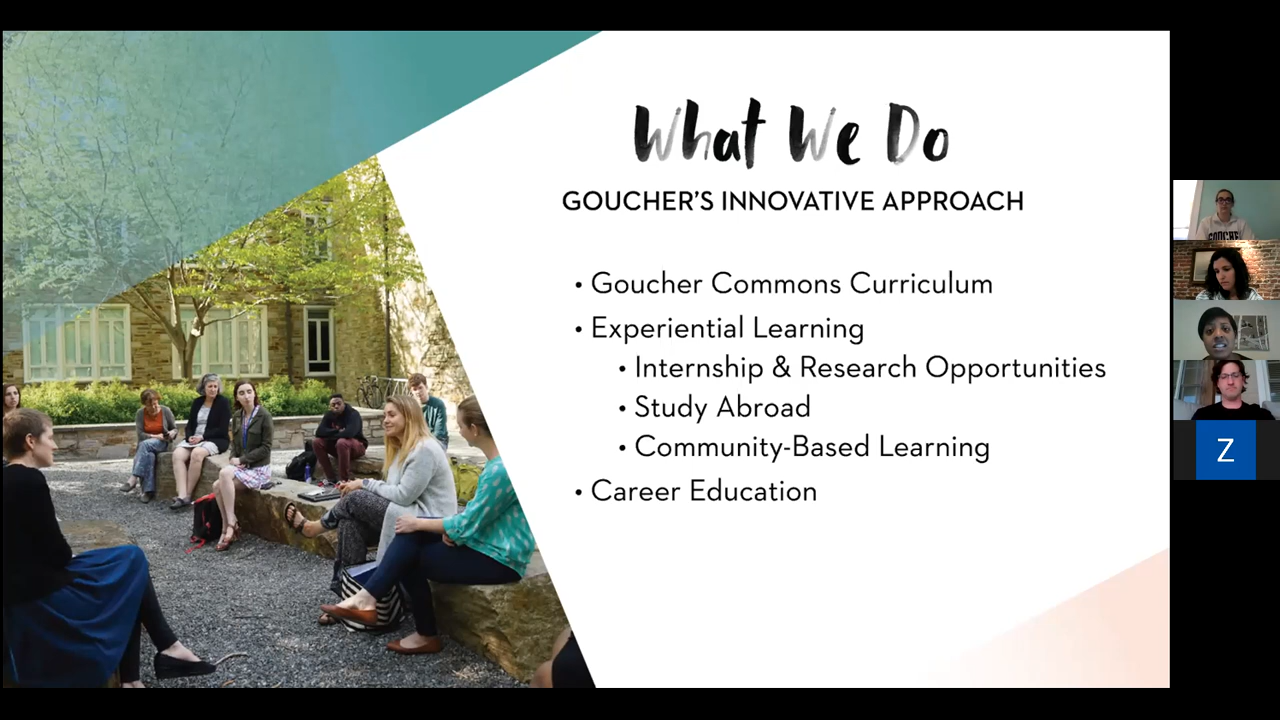 What We Do
GOUCHER'S INNOVATIVE APPROACH
• Goucher Commons Curriculum
• Experiential Learning
• Internship & Research Opportunities
• Study Abroad
• Community-Based Learning
• Career Education
Z